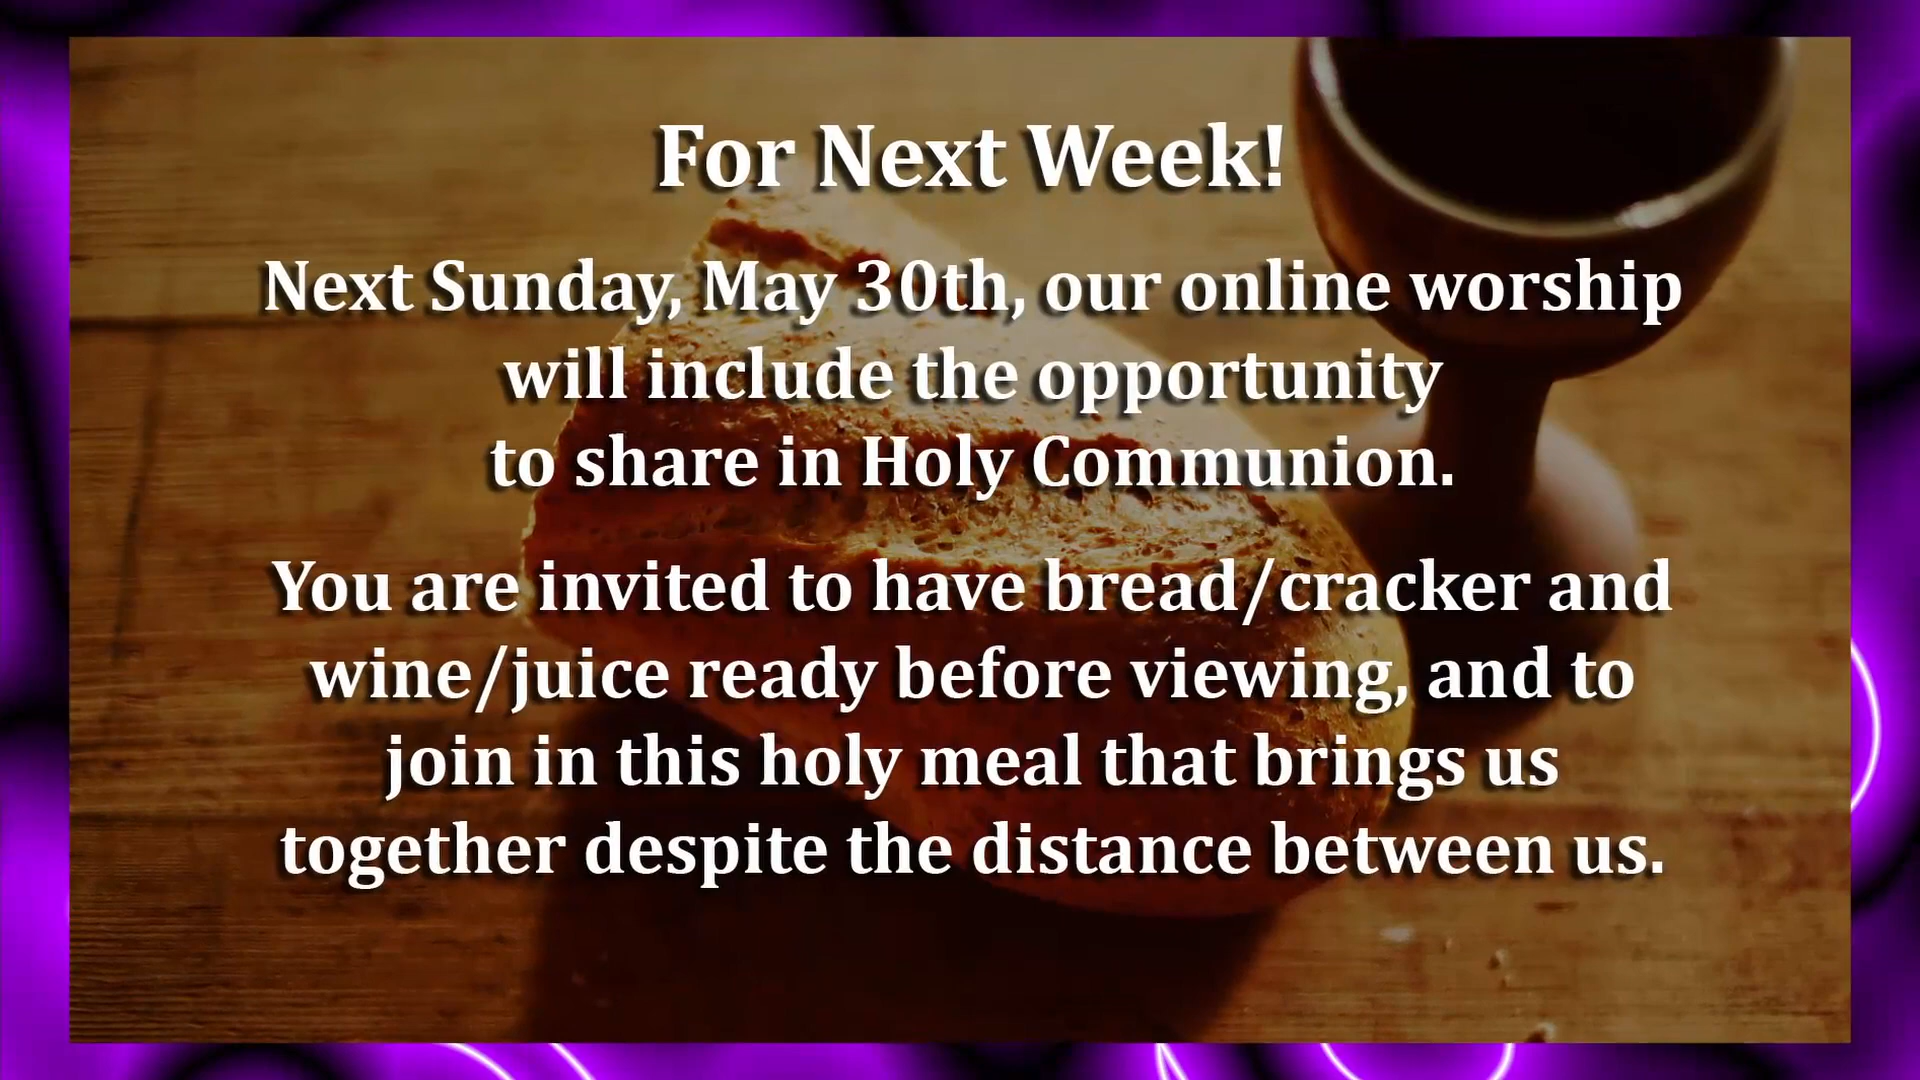 For Next Week!
Next Sunday, May 30th, our online worship
will include the opportunity
to share in Holy Communion.
You are invited to have bread/cracker and
wine/juice ready before viewing, and to
join in this holy meal that brings us
together despite the distance between us.